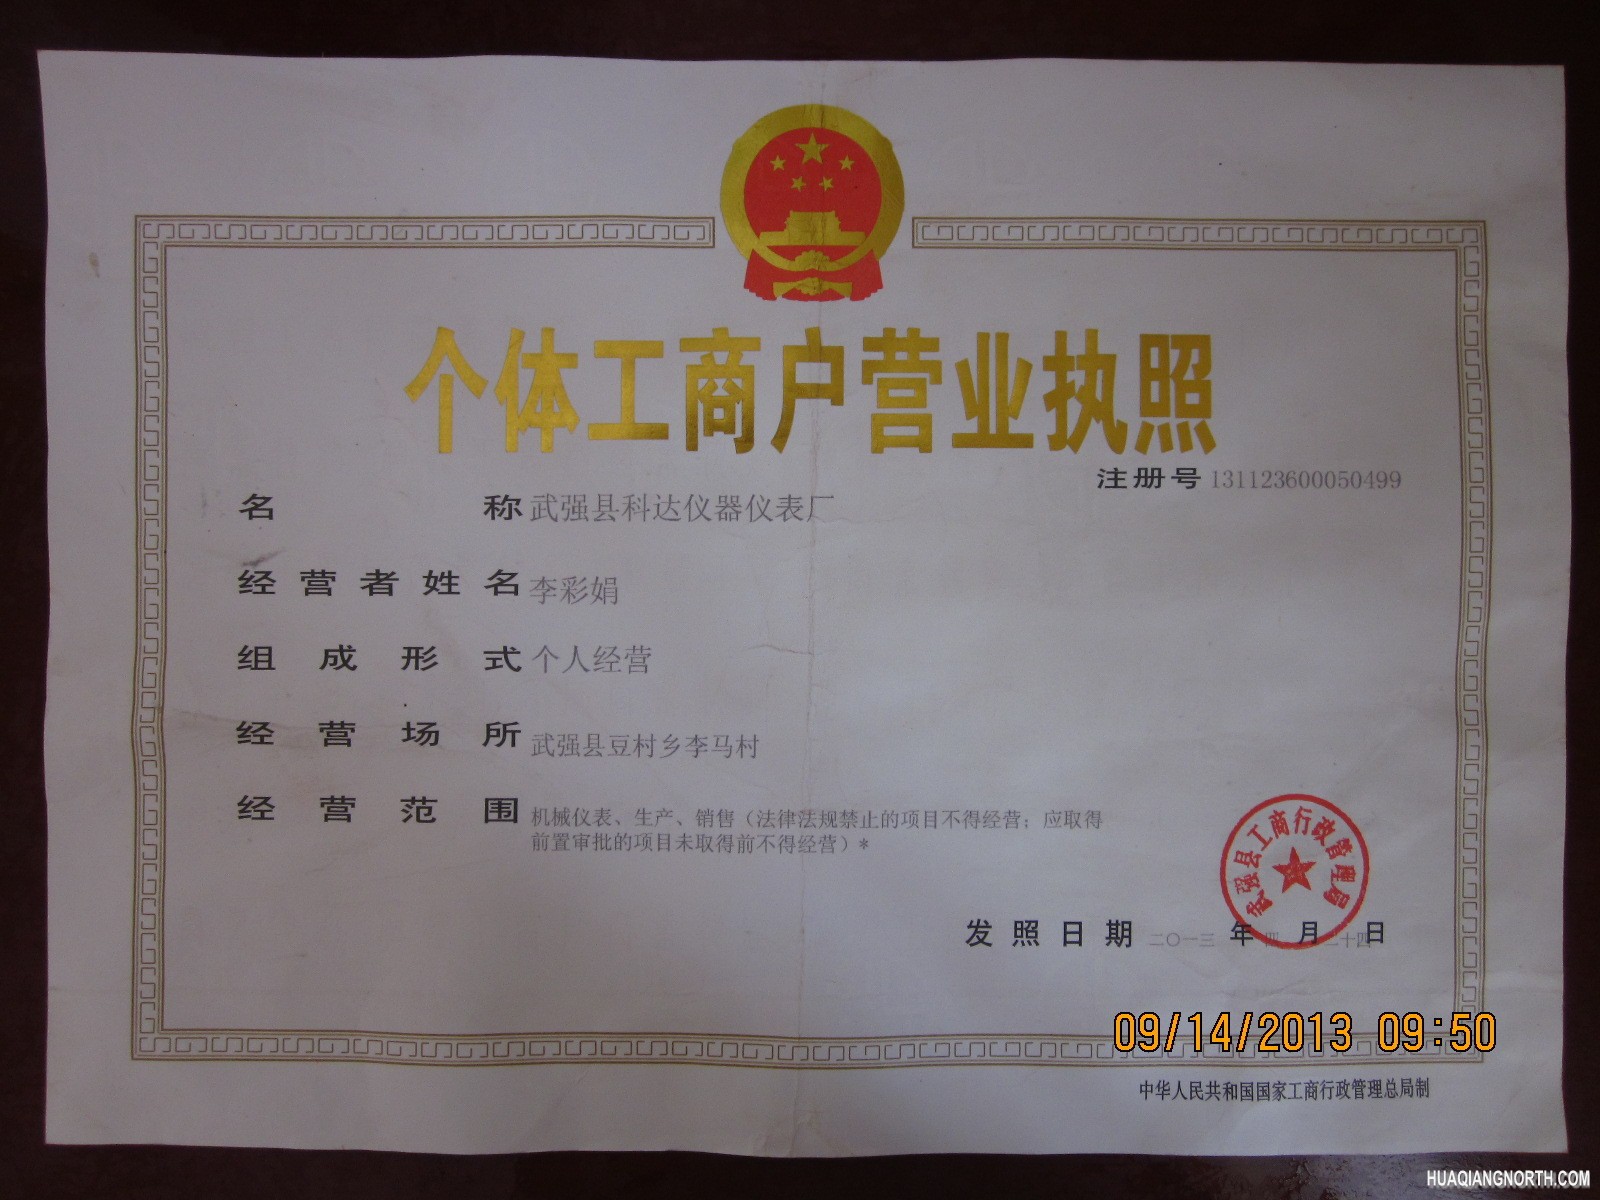 个体工商户营业执照
注册号 131123600050499
名称 武强县科达仪器仪表厂
经营者姓名 李彩娟
组成形式 个人经营
经营场所 武强县豆村乡李马村
经营范围 机械仪表、生产、销售（法律法规禁止的项目不得经营；应取得
前置审批的项目未取得前不得经营）*
武强县工商行政管理局
发照日期 二〇一三 年 四 月 二十四 日
09/14/2013 09:50
中华人民共和国国家工商行政管理总局制
HUAQIANGNORTH.COM